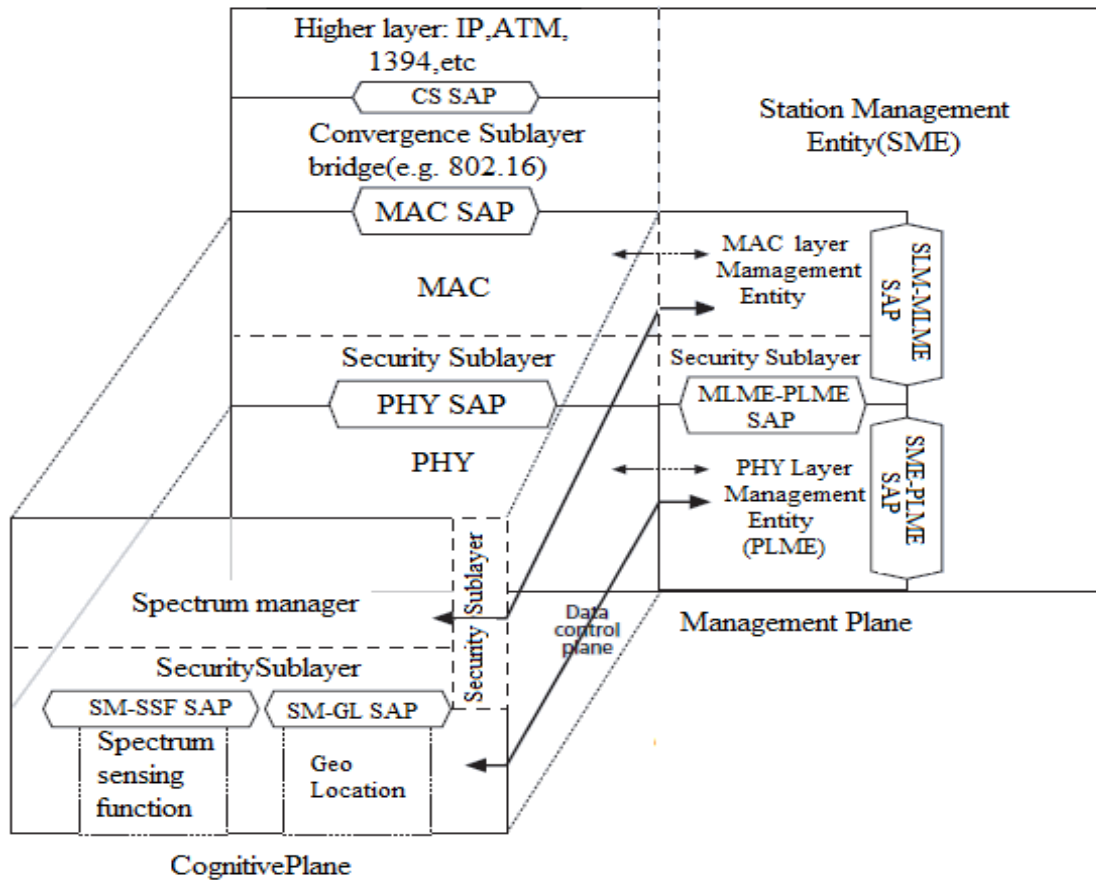 Higher layer: IP,ATM,
1394,etc
CS SAP
Convergence Sublayer
bridge(e.g. 802.16)
MAC SAP
MAC
Security Sublayer
PHY SAP
PHY
Station Management
Entity(SME)
MAC layer
Mamagement
Entity
SLM-MLME
SAP
Security Sublayer
MLME-PLME
SAP
PHY Layer
Management
Entity
(PLME)
SME-PLME
SAP
Management Plane
Data
control
plane
Security Sublayer
Spectrum manager
SecuritySublayer
SM-SSF SAP
SM-GL SAP
Spectrum
sensing
function
Geo
Location
CognitivePlane